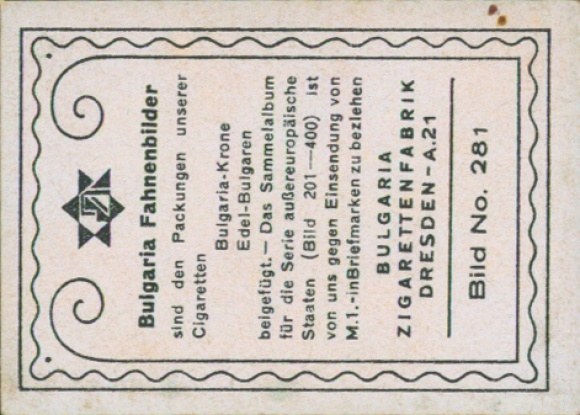 Bulgaria Fahnenbilder
sind den Packungen unserer
Cigaretten
Bulgaria-Krone
Edel-Bulgaren
beigefügt. — Das Sammelalbum
für die Serie außereuropäische
Staaten (Bild 201—400) ist
von uns gegen Einsendung von
M.1.-in Briefmarken zu beziehen
BULGARIA
ZIGARETTENFABRIK
DRESDEN-A.21
Bild No. 281